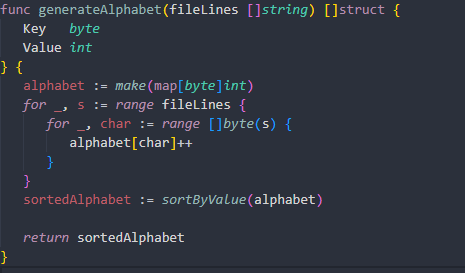 func generateAlphabet(fileLines []string) []struct {
    Key   byte
    Value int
} {
    alphabet := make(map[byte]int)
    for _, s := range fileLines {
        for _, char := range []byte(s) {
            alphabet[char]++
        }
    }
    sortedAlphabet := sortByValue(alphabet)

    return sortedAlphabet
}